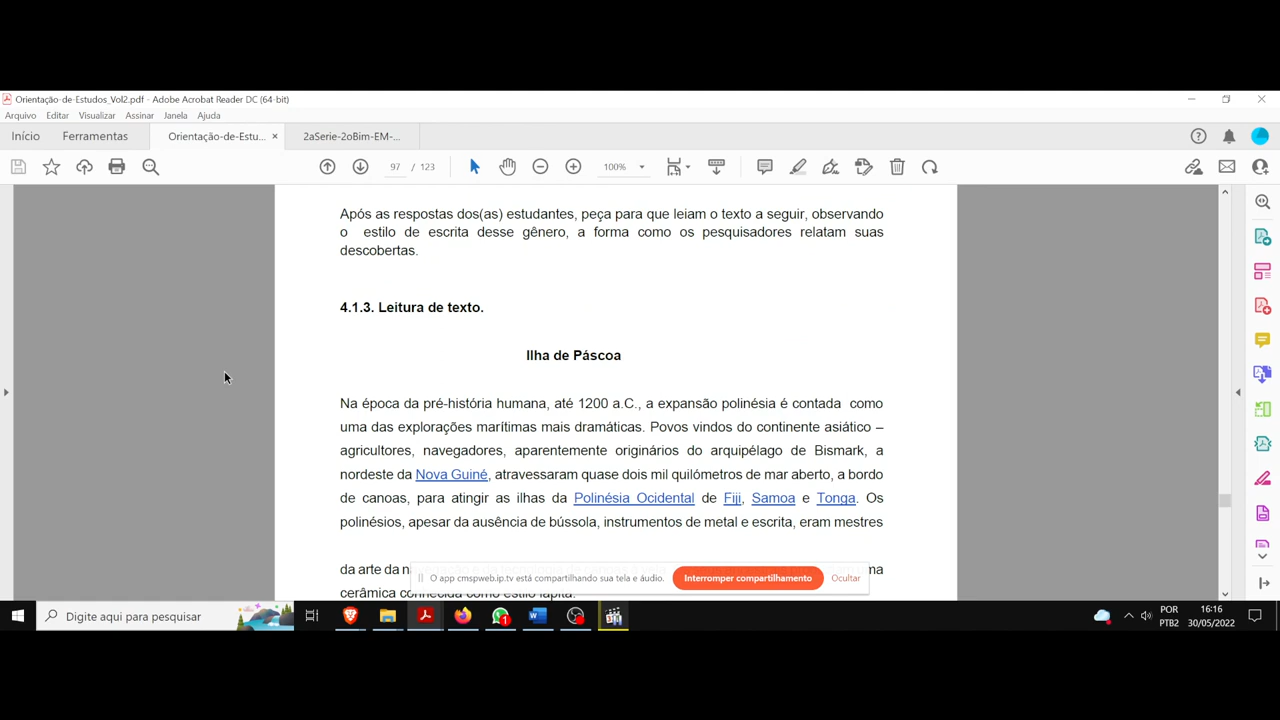 Orientação-de-Estudos_Vol2.pdf - Adobe Acrobat Reader DC (64-bit)
Arquivo Editar Visualizar Assinar Janela Ajuda
Início Ferramentas Orientação-de-Estu... × 2aSerie-2oBim-EM-...
97 / 123 100%
Após as respostas dos(as) estudantes, peça para que leiam o texto a seguir, observando
o estilo de escrita desse gênero, a forma como os pesquisadores relatam suas
descobertas.
4.1.3. Leitura de texto.
Ilha de Páscoa
Na época da pré-história humana, até 1200 a.C., a expansão polinésia é contada como
uma das explorações marítimas mais dramáticas. Povos vindos do continente asiático –
agricultores, navegadores, aparentemente originários do arquipélago de Bismark, a
nordeste da Nova Guiné, atravessaram quase dois mil quilómetros de mar aberto, a bordo
de canoas, para atingir as ilhas da Polinésia Ocidental de Fiji, Samoa e Tonga. Os
polinésios, apesar da ausência de bússola, instrumentos de metal e escrita, eram mestres
da arte da
cerâmica conhecida como estilo lapita.
O app cmspweb.ip.tv está compartilhando sua tela e áudio. Interromper compartilhamento Ocultar
Digite aqui para pesquisar
1
POR
PTB2
16:16
30/05/2022